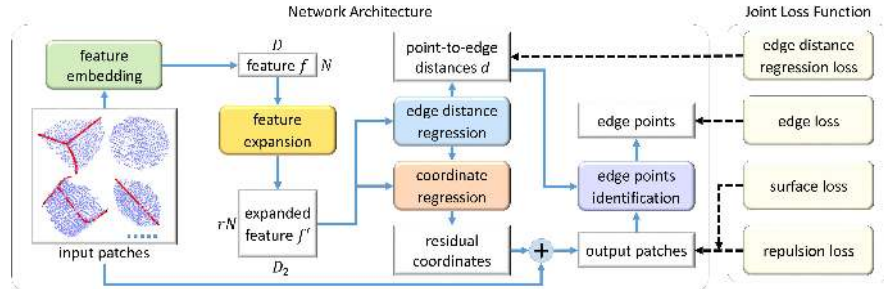 Network Architecture
Joint Loss Function
feature
embedding
D
feature f
N
feature
expansion
rN
expanded
feature f′
D₂
input patches
point-to-edge
distances d
edge distance
regression
coordinate
regression
residual
coordinates
+
edge points
edge points
identification
output patches
edge distance
regression loss
edge loss
surface loss
repulsion loss